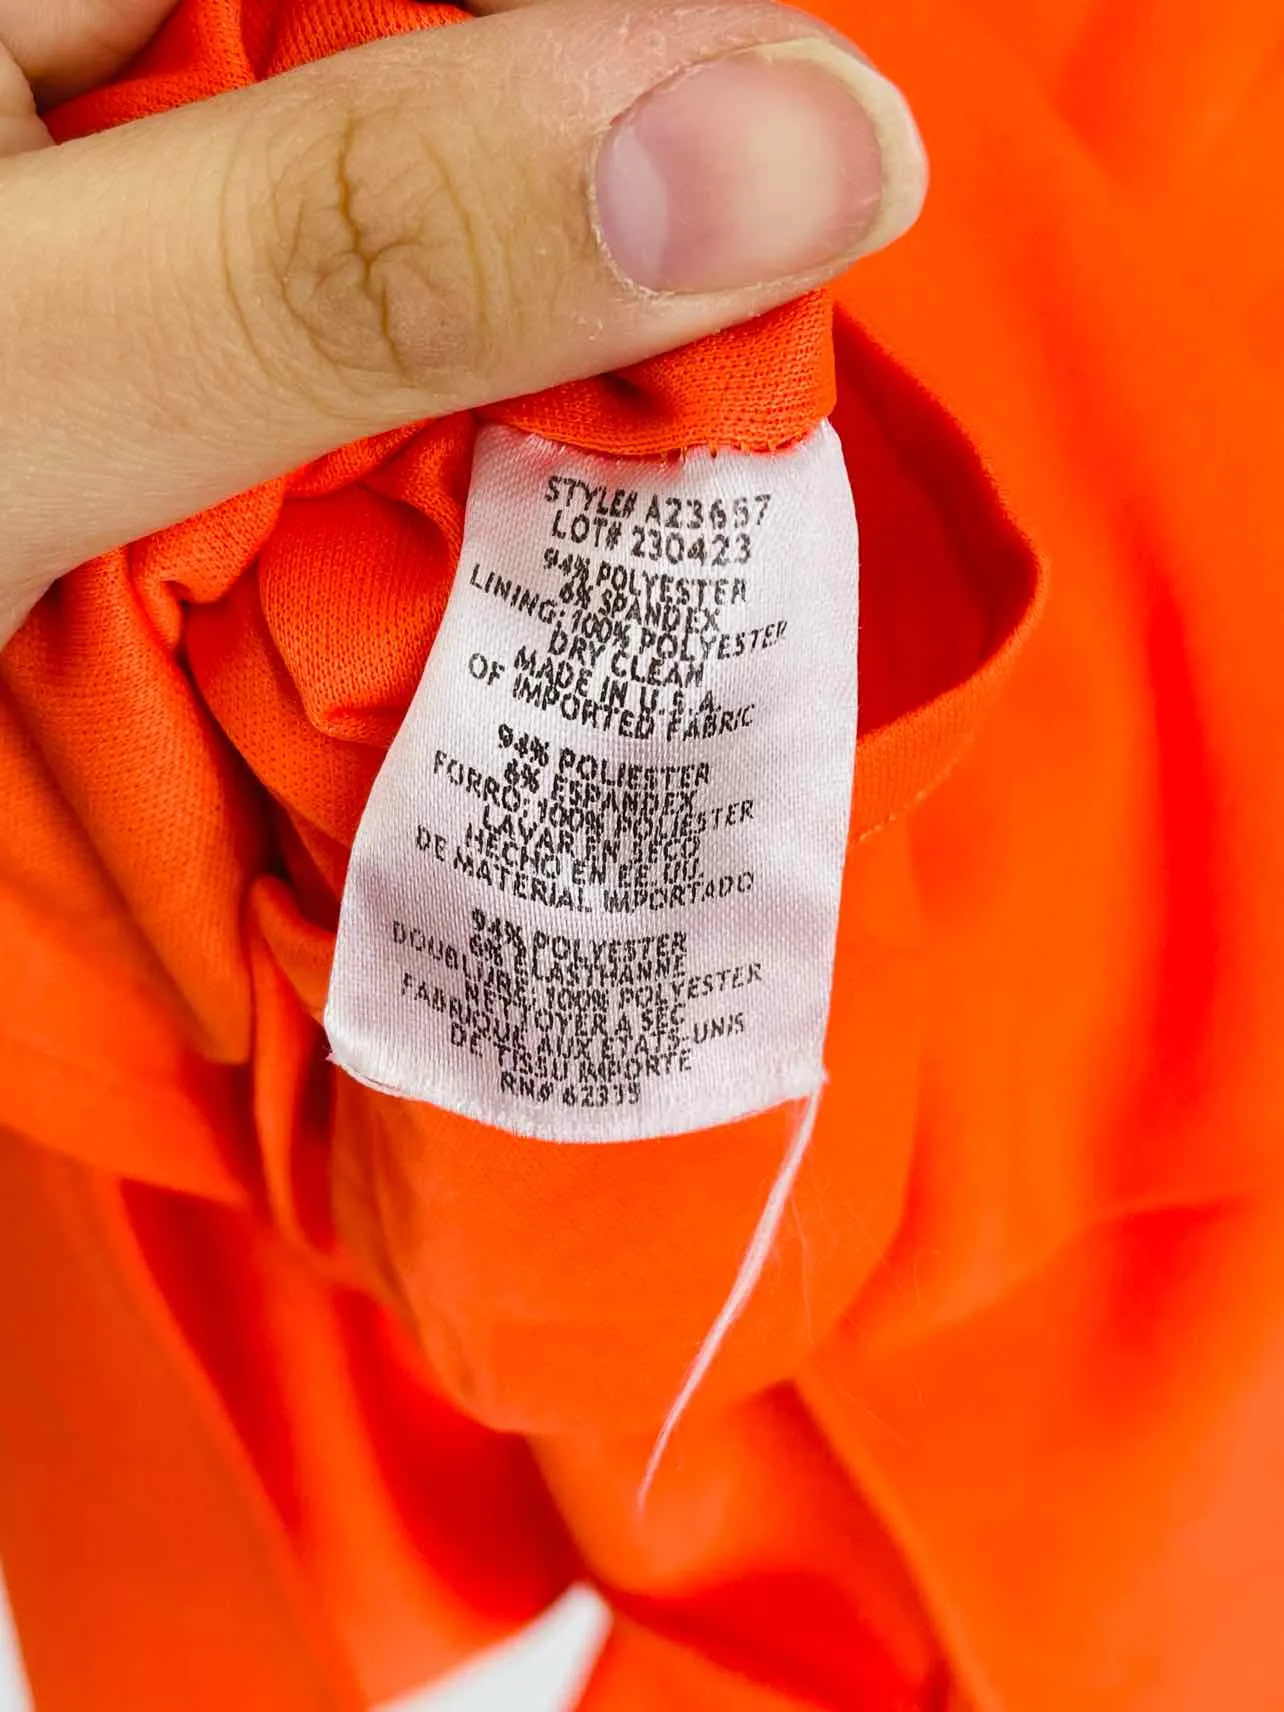 STYLE# A23657
LOT# 230423
94% POLYESTER
6% SPANDEX
LINING: 100% POLYESTER
DRY CLEAN
MADE IN U.S.A.
OF IMPORTED FABRIC
94% POLIESTER
6% ESPANDEX
FORRO: 100% POLIESTER
LAVAR EN SECO
HECHO EN EE.UU.
DE MATERIAL IMPORTADO
94% POLYESTER
6% ELASTHANNE
DOUBLURE: 100% POLYESTER
NETTOYER A SEC
FABRIQUE AUX ETATS-UNIS
DE TISSU IMPORTE
RN# 62335